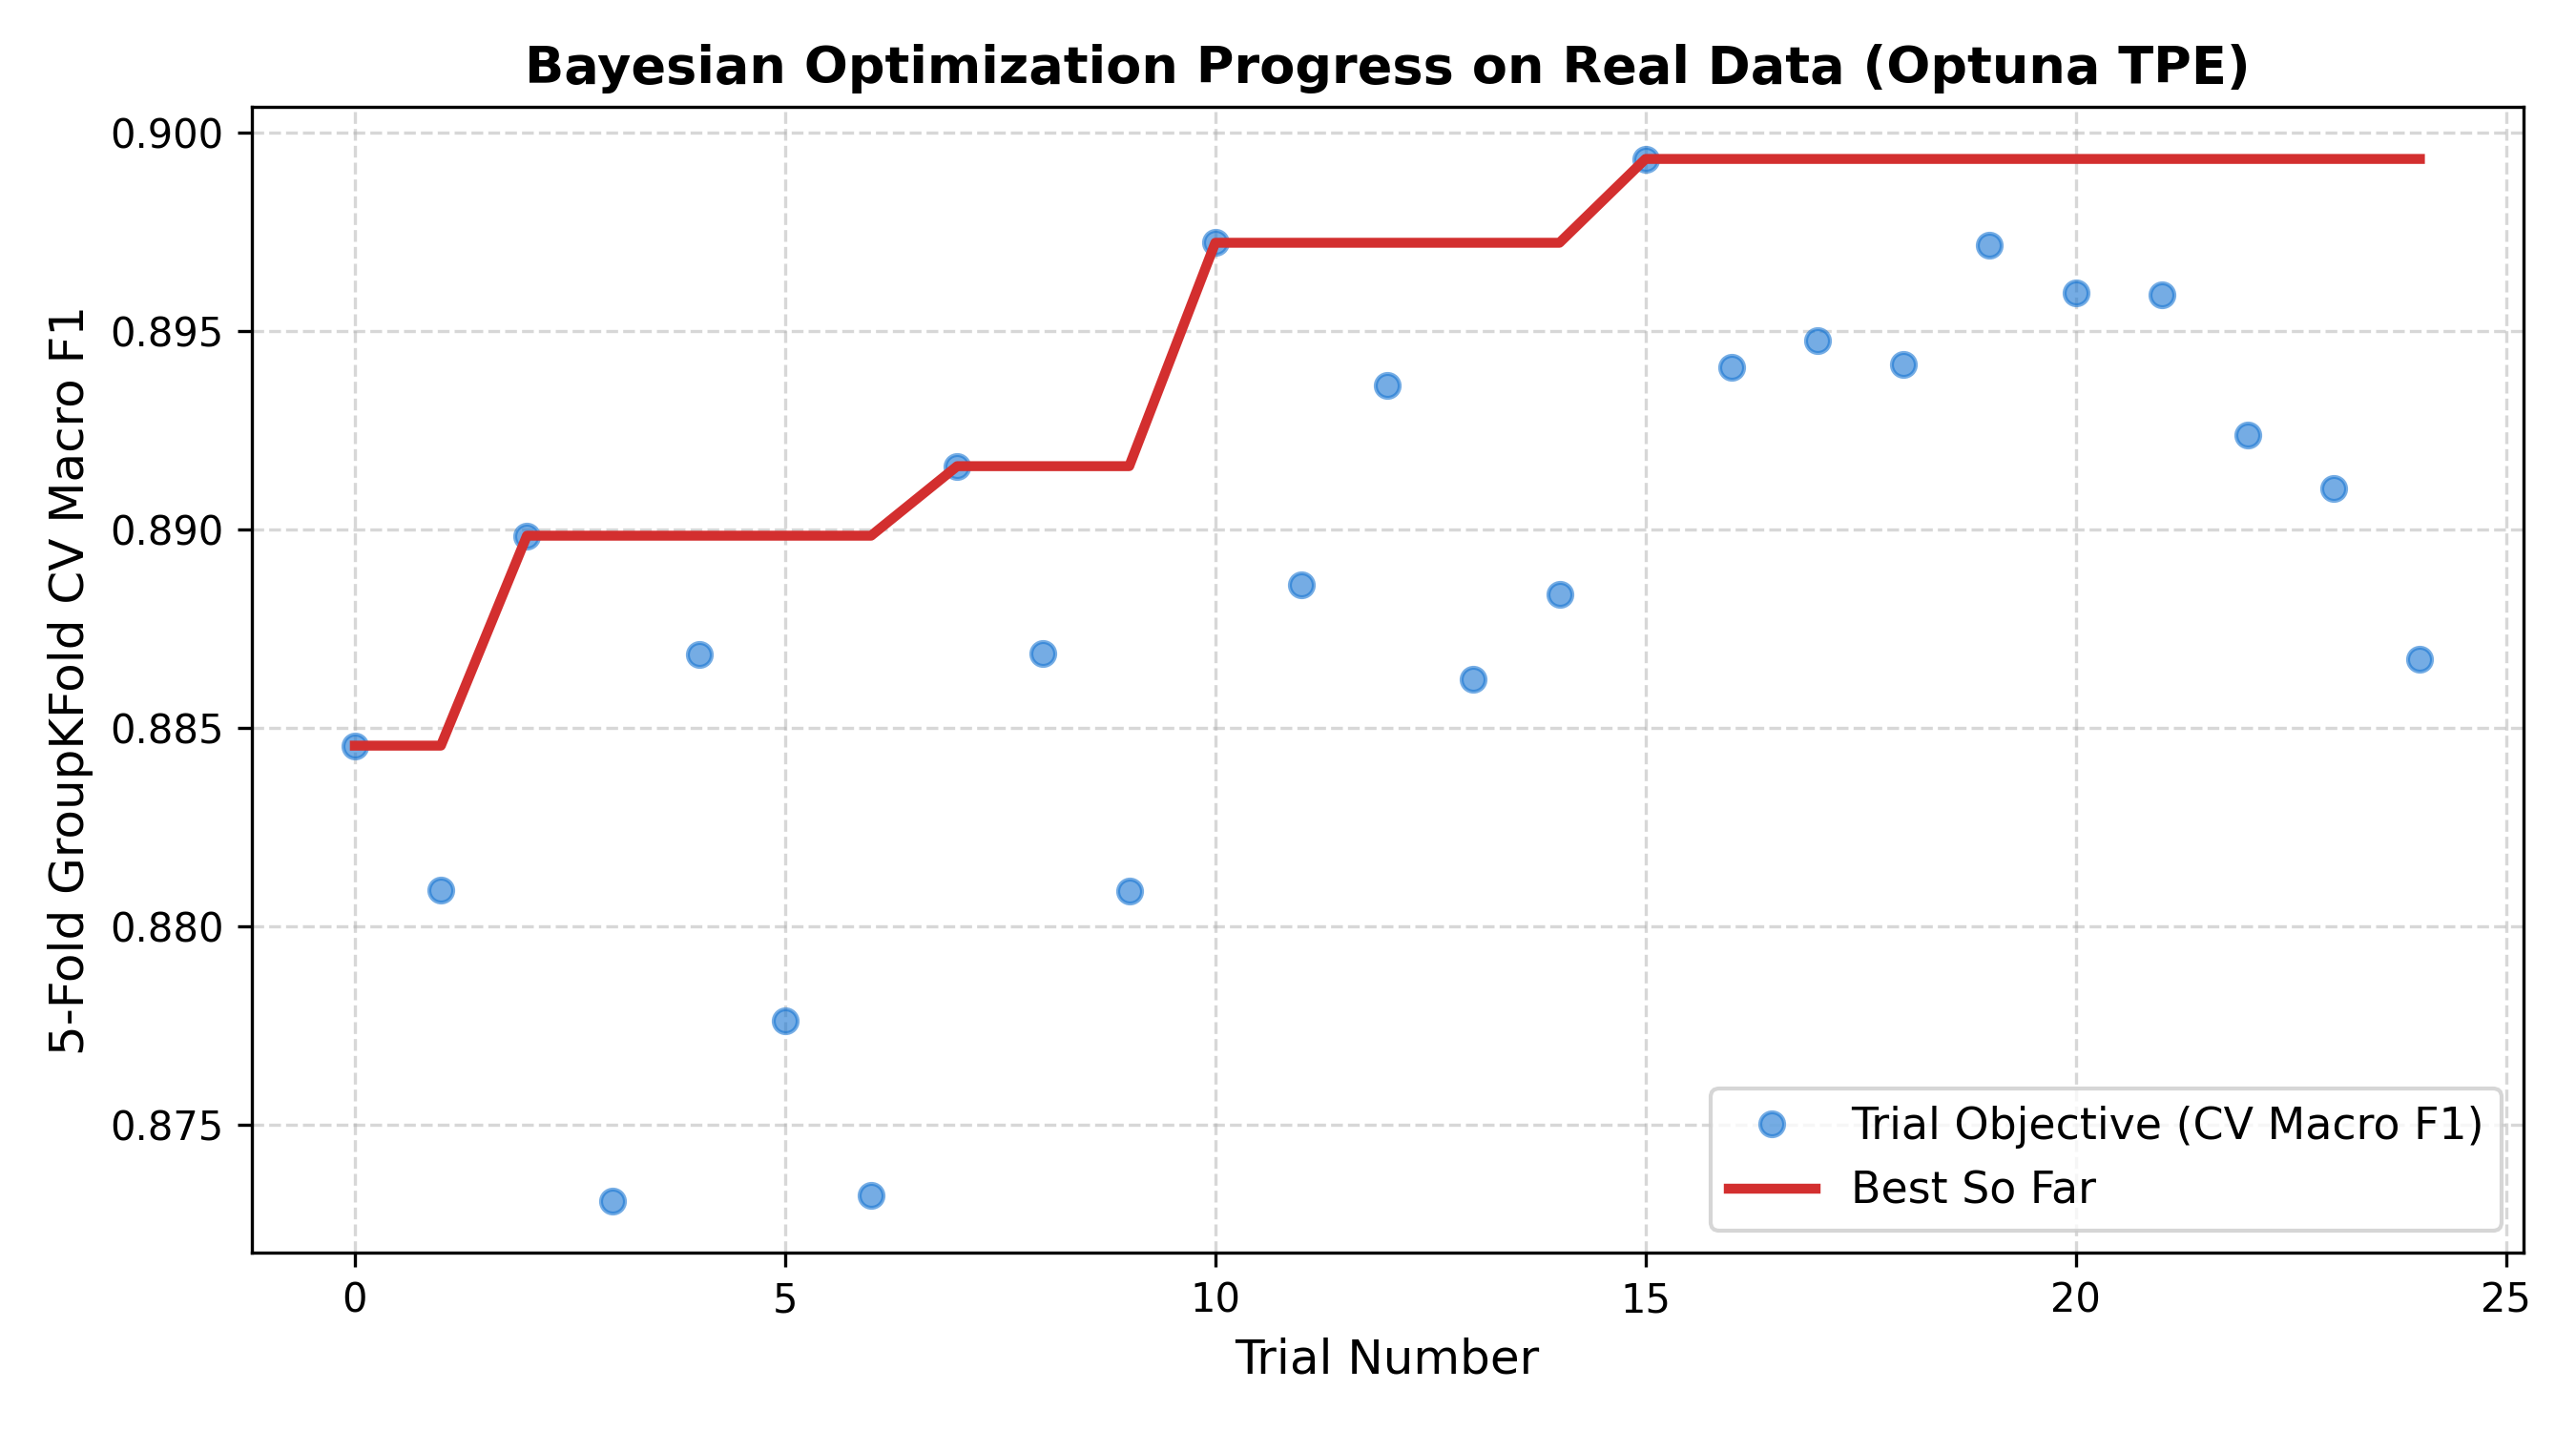 Bayesian Optimization Progress on Real Data (Optuna TPE)
5-Fold GroupKFold CV Macro F1
0.900
0.895
0.890
0.885
0.880
0.875
Trial Objective (CV Macro F1)
Best So Far
0 5 10 15 20 25
Trial Number